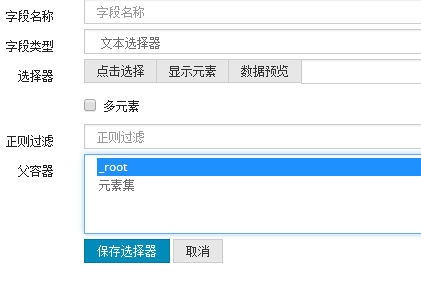 字段名称 字段名称
字段类型 文本选择器
选择器 点击选择 显示元素 数据预览
多元素
正则过滤 正则过滤
父容器 _root
元素集
保存选择器 取消